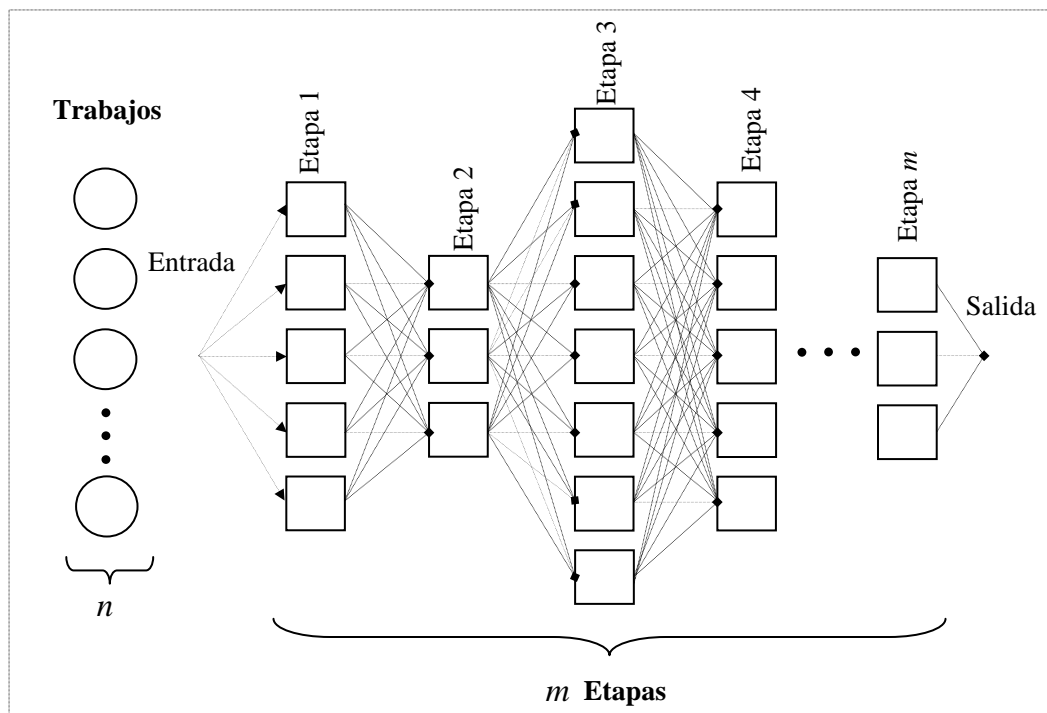 Trabajos
Entrada
n
Etapa 1
Etapa 2
Etapa 3
Etapa 4
Etapa m
Salida
m Etapas